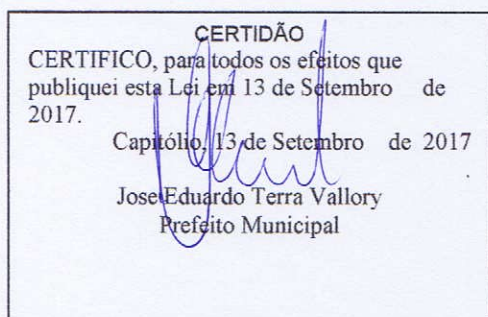 CERTIDÃO
CERTIFICO, para todos os efeitos que
publiquei esta Lei em 13 de Setembro de
2017.
Capitólio, 13 de Setembro de 2017
Jose Eduardo Terra Vallory
Prefeito Municipal